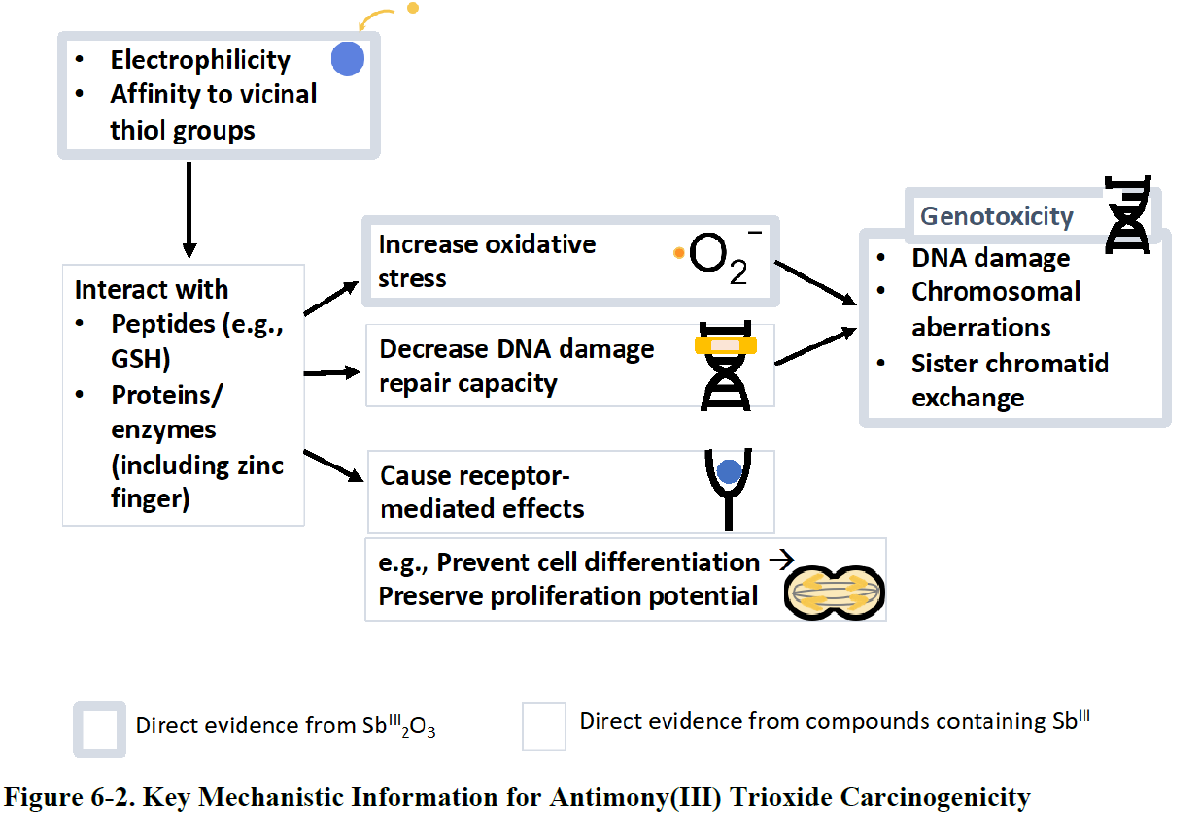 • Electrophilicity
• Affinity to vicinal
thiol groups
Interact with
• Peptides (e.g.,
GSH)
• Proteins/
enzymes
(including zinc
finger)
Increase oxidative
stress
•O₂⁻
Decrease DNA damage
repair capacity
Cause receptor-
mediated effects
e.g., Prevent cell differentiation →
Preserve proliferation potential
Genotoxicity
• DNA damage
• Chromosomal
aberrations
• Sister chromatid
exchange
Direct evidence from Sbᴵᴵᴵ₂O₃
Direct evidence from compounds containing Sbᴵᴵᴵ
Figure 6-2. Key Mechanistic Information for Antimony(III) Trioxide Carcinogenicity